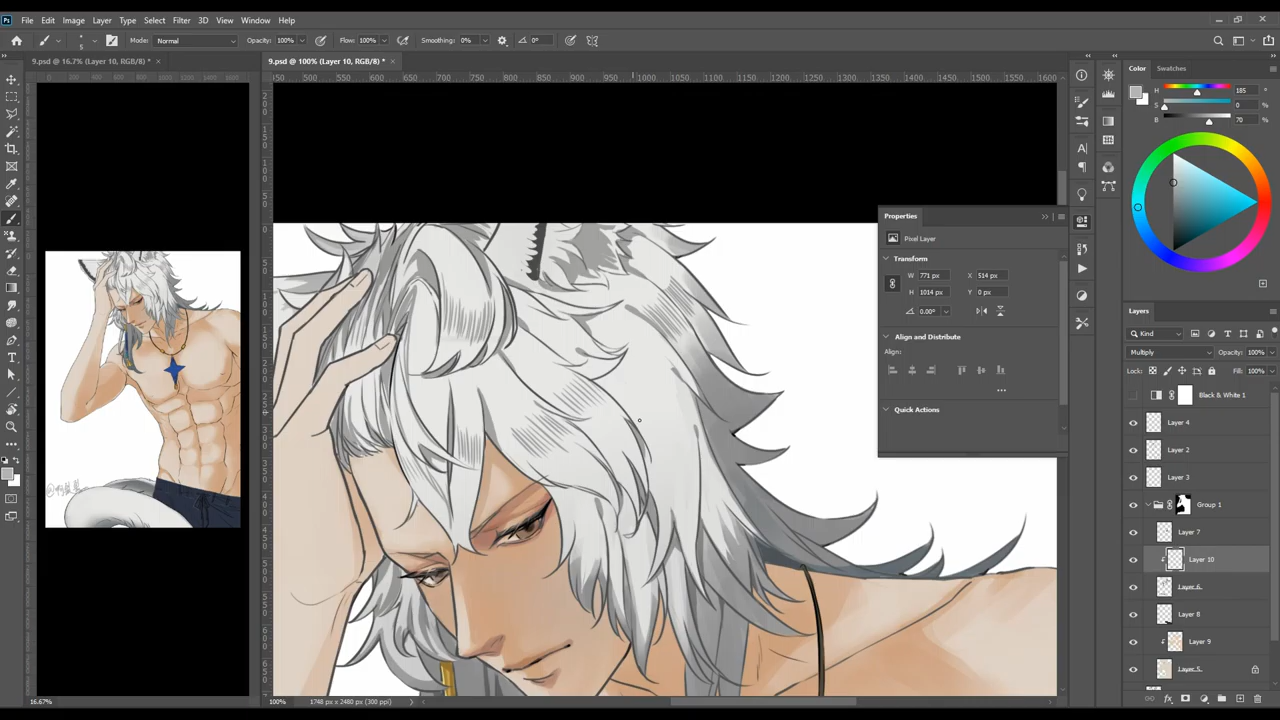 File Edit Image Layer Type Select Filter 3D View Window Help
5 Mode: Normal Opacity: 100% Flow: 100% Smoothing: 0% 0°
9.psd @ 16.7% (Layer 10, RGB/8) * 9.psd @ 100% (Layer 10, RGB/8) *
Color Swatches
H 185 °
S 0 %
B 70 %
Properties
Pixel Layer
Transform
W 771 px X 514 px
H 1014 px Y 0 px
0.00°
Align and Distribute
Align:
Quick Actions
Layers
Kind
Multiply Opacity: 100%
Lock: Fill: 100%
Black & White 1
Layer 4
Layer 2
Layer 3
Group 1
Layer 7
Layer 10
Layer 6
Layer 8
Layer 9
Layer 5
16.67% 100% 1748 px x 2480 px (300 ppi)